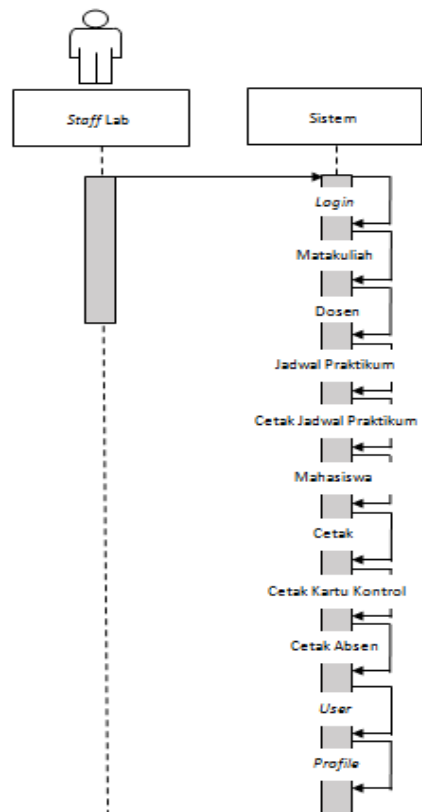 Staff Lab
Sistem
Login
Matakuliah
Dosen
Jadwal Praktikum
Cetak Jadwal Praktikum
Mahasiswa
Cetak
Cetak Kartu Kontrol
Cetak Absen
User
Profile